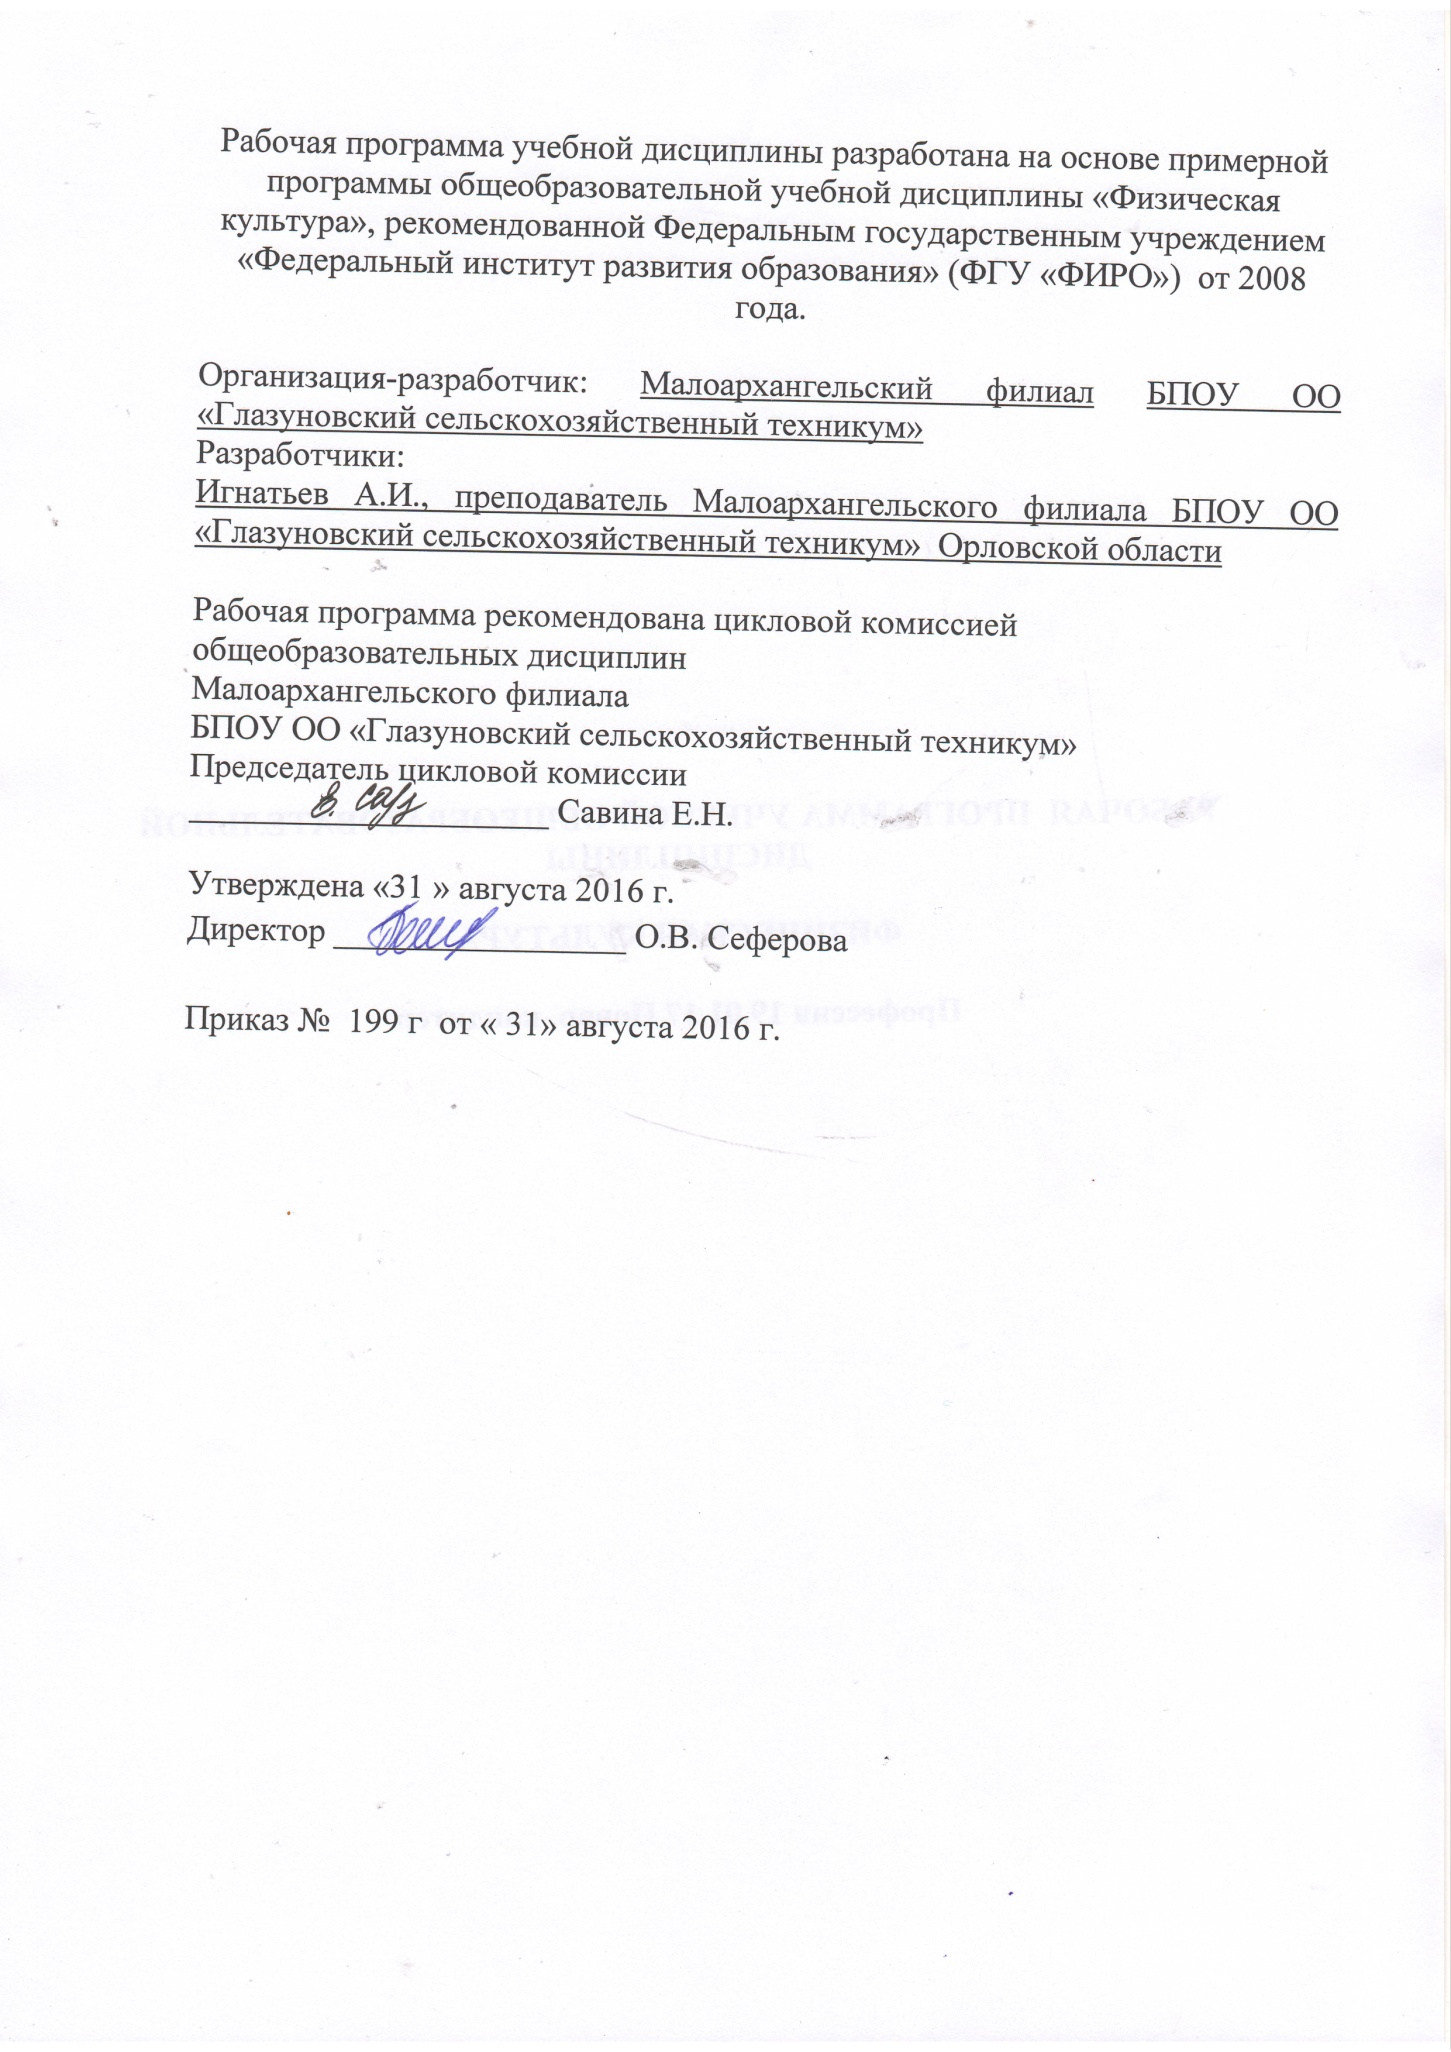 Рабочая программа учебной дисциплины разработана на основе примерной
программы общеобразовательной учебной дисциплины «Физическая
культура», рекомендованной Федеральным государственным учреждением
«Федеральный институт развития образования» (ФГУ «ФИРО») от 2008
года.
Организация-разработчик: Малоархангельский филиал БПОУ ОО
«Глазуновский сельскохозяйственный техникум»
Разработчики:
Игнатьев А.И., преподаватель Малоархангельского филиала БПОУ ОО
«Глазуновский сельскохозяйственный техникум» Орловской области
Рабочая программа рекомендована цикловой комиссией
общеобразовательных дисциплин
Малоархангельского филиала
БПОУ ОО «Глазуновский сельскохозяйственный техникум»
Председатель цикловой комиссии
Савина Е.Н.
Утверждена «31 » августа 2016 г.
Директор О.В. Сеферова
Приказ № 199 г от « 31» августа 2016 г.